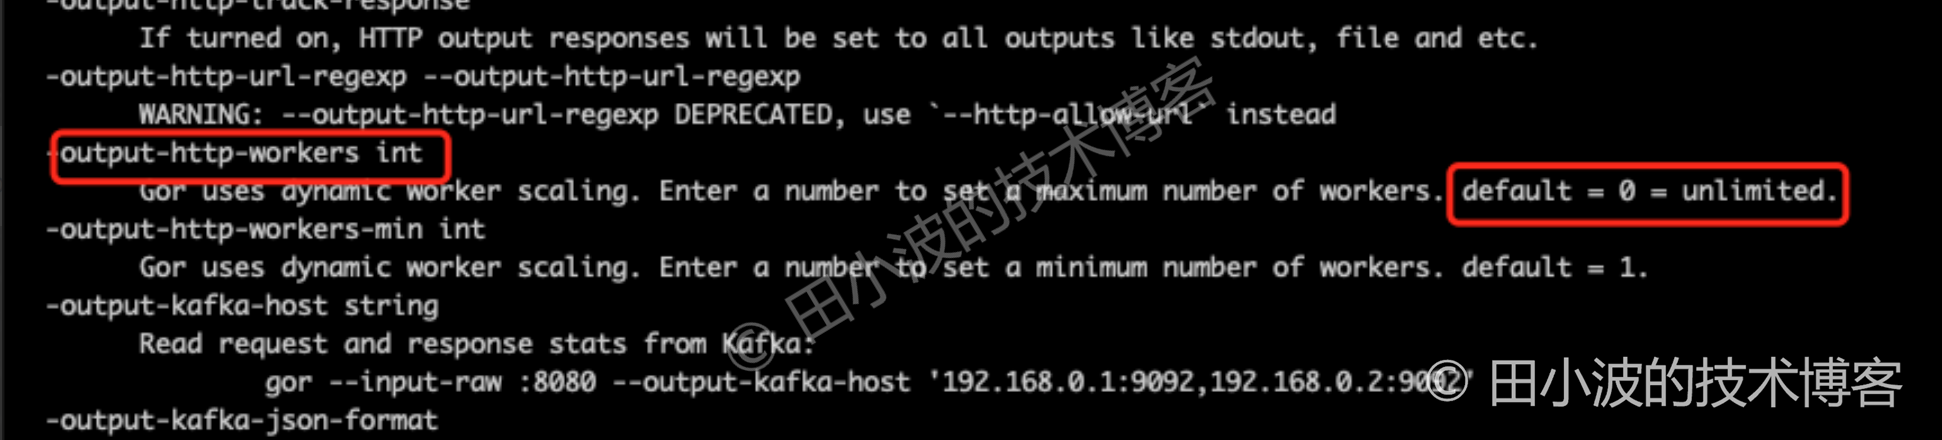 -output-http-track-response
If turned on, HTTP output responses will be set to all outputs like stdout, file and etc.
-output-http-url-regexp --output-http-url-regexp
WARNING: --output-http-url-regexp DEPRECATED, use `--http-allow-url` instead
-output-http-workers int
Gor uses dynamic worker scaling. Enter a number to set a maximum number of workers. default = 0 = unlimited.
-output-http-workers-min int
Gor uses dynamic worker scaling. Enter a number to set a minimum number of workers. default = 1.
-output-kafka-host string
Read request and response stats from Kafka:
gor --input-raw :8080 --output-kafka-host '192.168.0.1:9092,192.168.0.2:9092'
-output-kafka-json-format
© 田小波的技术博客
© 田小波的技术博客